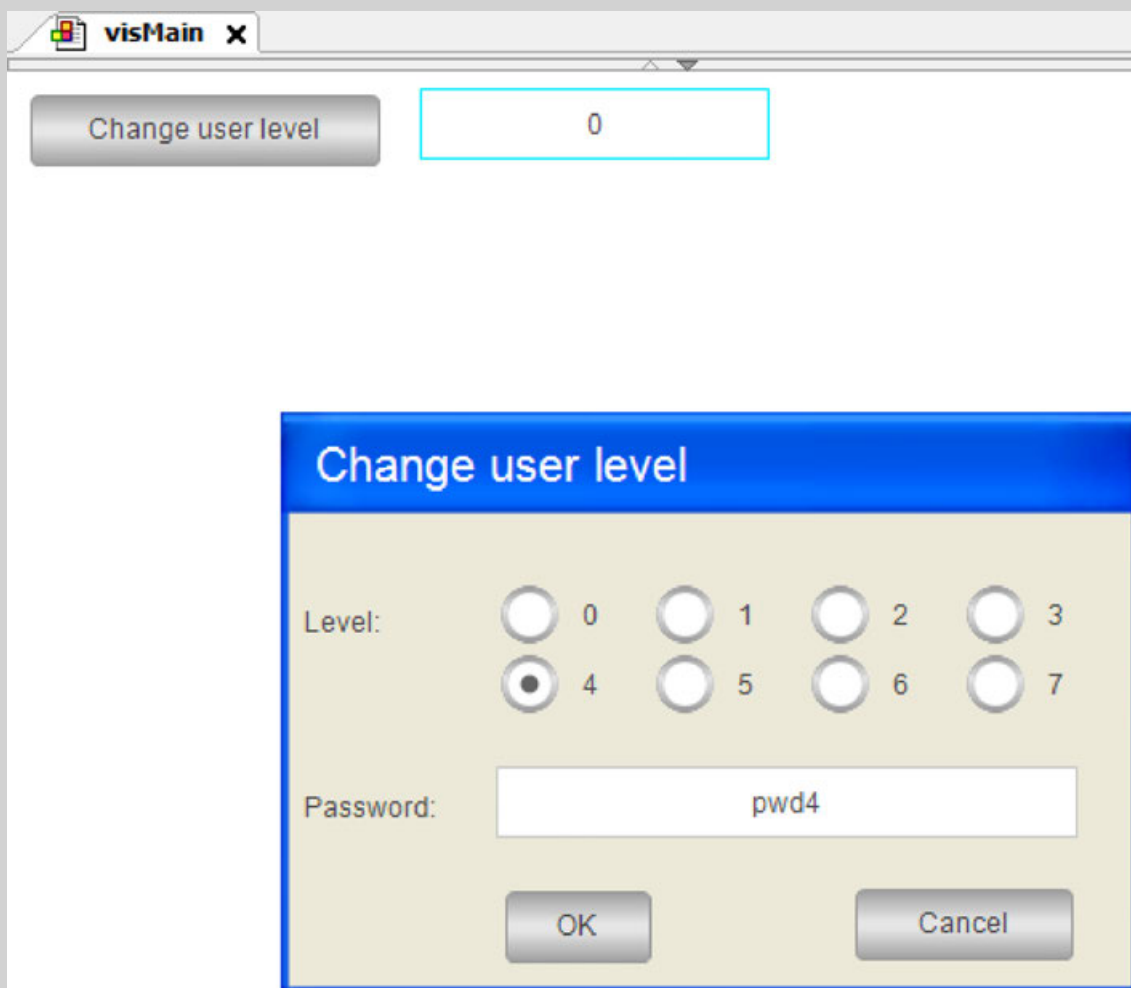 visMain
Change user level 0
Change user level
Level: 0 1 2 3
4 5 6 7
Password: pwd4
OK Cancel